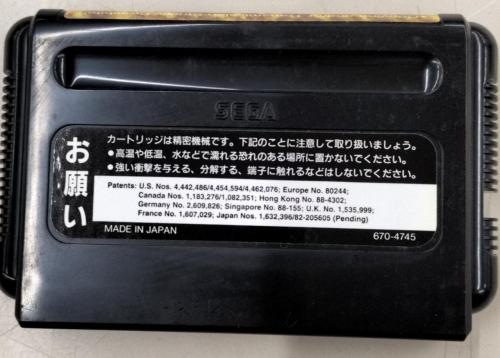 SEGA
お願い
カートリッジは精密機械です。下記のことに注意して取り扱いましょう。
●高温や低温、水などで濡れる恐れのある場所に置かないでください。
●強い衝撃を与える、分解する、端子に触れるなどはしないでください。
Patents: U.S. Nos. 4,442,486/4,454,594/4,462,076; Europe No. 80244;
Canada Nos. 1,183,276/1,082,351; Hong Kong No. 88-4302;
Germany No. 2,609,826; Singapore No. 88-155; U.K. No. 1,535,999;
France No. 1,607,029; Japan Nos. 1,632,396/82-205605 (Pending)
MADE IN JAPAN
670-4745